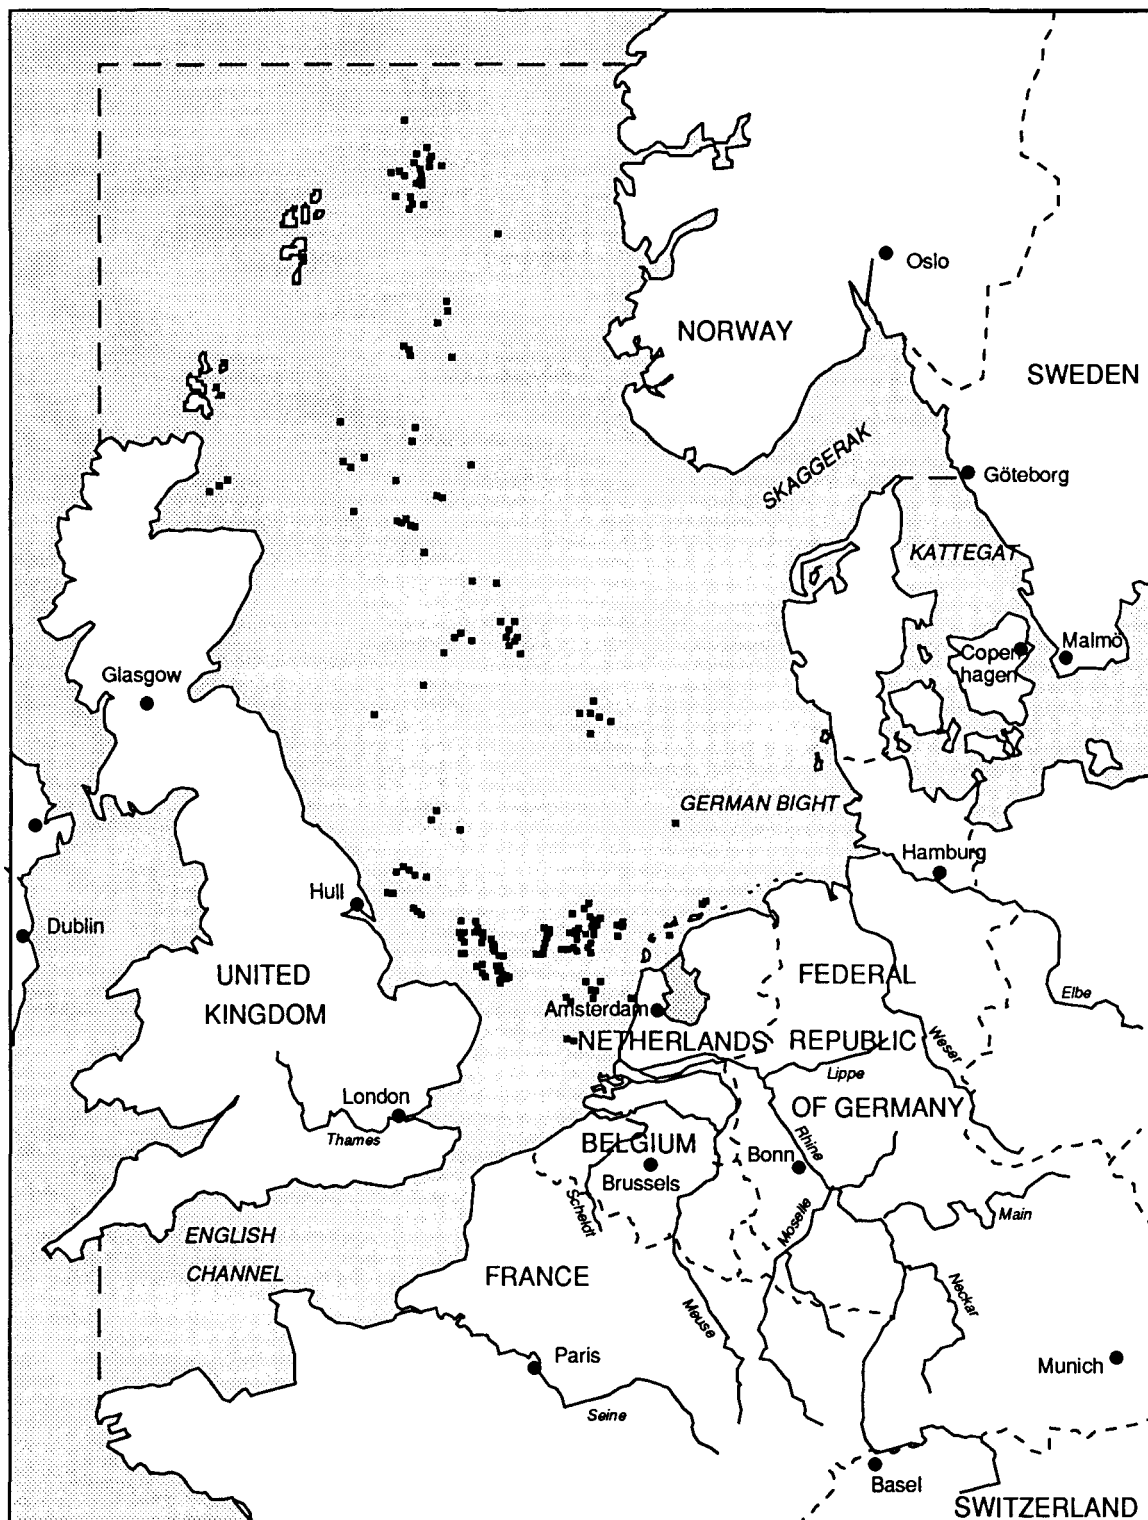 Oslo
NORWAY
SWEDEN
SKAGGERAK
Göteborg
KATTEGAT
Copen
hagen
Malmö
Glasgow
GERMAN BIGHT
Hamburg
Hull
Dublin
UNITED
KINGDOM
FEDERAL
Elbe
Amsterdam
NETHERLANDS
REPUBLIC
Weser
Lippe
OF GERMANY
London
Thames
BELGIUM
Rhine
Bonn
Brussels
Scheldt
Moselle
Main
ENGLISH
CHANNEL
FRANCE
Meuse
Neckar
Paris
Munich
Seine
Basel
SWITZERLAND